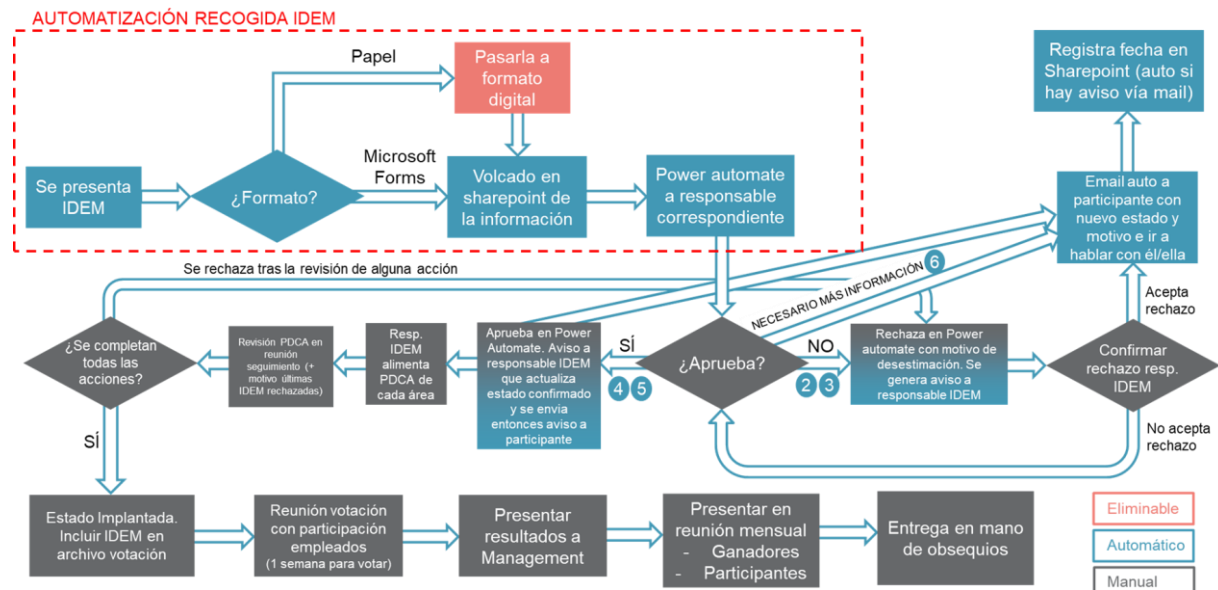 AUTOMATIZACIÓN RECOGIDA IDEM
Papel
Pasarla a
formato
digital
Registra fecha en
Sharepoint (auto si
hay aviso vía mail)
Se presenta
IDEM
¿Formato?
Microsoft
Forms
Volcado en
sharepoint de
la información
Power automate
a responsable
correspondiente
Email auto a
participante con
nuevo estado y
motivo e ir a
hablar con él/ella
Se rechaza tras la revisión de alguna acción
NECESARIO MÁS INFORMACIÓN 6
Acepta
rechazo
¿Se completan
todas las
acciones?
Revisión PDCA en
reunión
seguimiento (+
motivo últimas
IDEM rechazadas)
Resp.
IDEM
alimenta
PDCA de
cada área
Aprueba en Power
Automate. Aviso a
responsable IDEM
que actualiza
estado confirmado
y se envia
entonces aviso a
participante
SÍ
4 5
¿Aprueba?
NO
2 3
Rechaza en Power
automate con motivo de
desestimación. Se
genera aviso a
responsable IDEM
Confirmar
rechazo resp.
IDEM
No acepta
rechazo
SÍ
Estado Implantada.
Incluir IDEM en
archivo votación
Reunión votación
con participación
empleados
(1 semana para votar)
Presentar
resultados a
Management
Presentar en
reunión mensual
- Ganadores
- Participantes
Entrega en mano
de obsequios
Eliminable
Automático
Manual